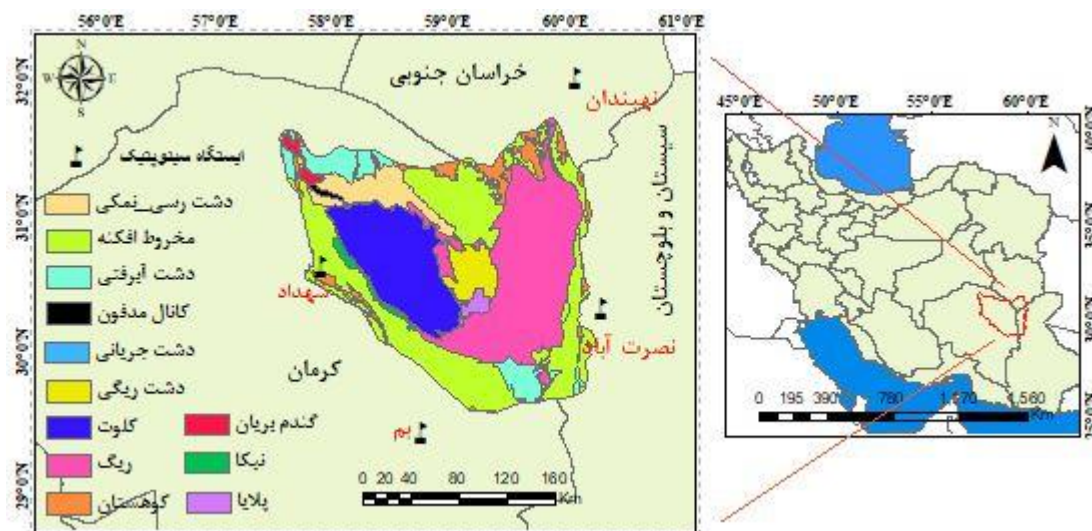 56°0'E 57°0'E 58°0'E 59°0'E 60°0'E
N
W E
S
32°0'N
31°0'N
30°0'N
29°0'N
خراسان جنوبی
نهبندان
سیستان و بلوچستان
شهداد
نصرت آباد
کرمان
بم
ایستگاه سینوپتیک
دشت رسی_نمکی
مخروط افکنه
دشت آبرفتی
کانال مدفون
دشت جریانی
دشت ریگی
کلوت
ریگ
کوهستان
گندم بریان
نبکا
پلایا
0 20 40 80 120 160
Km
45°0'E 50°0'E 55°0'E 60°0'E
N
0 195 390 780 1,170 1,560
Km